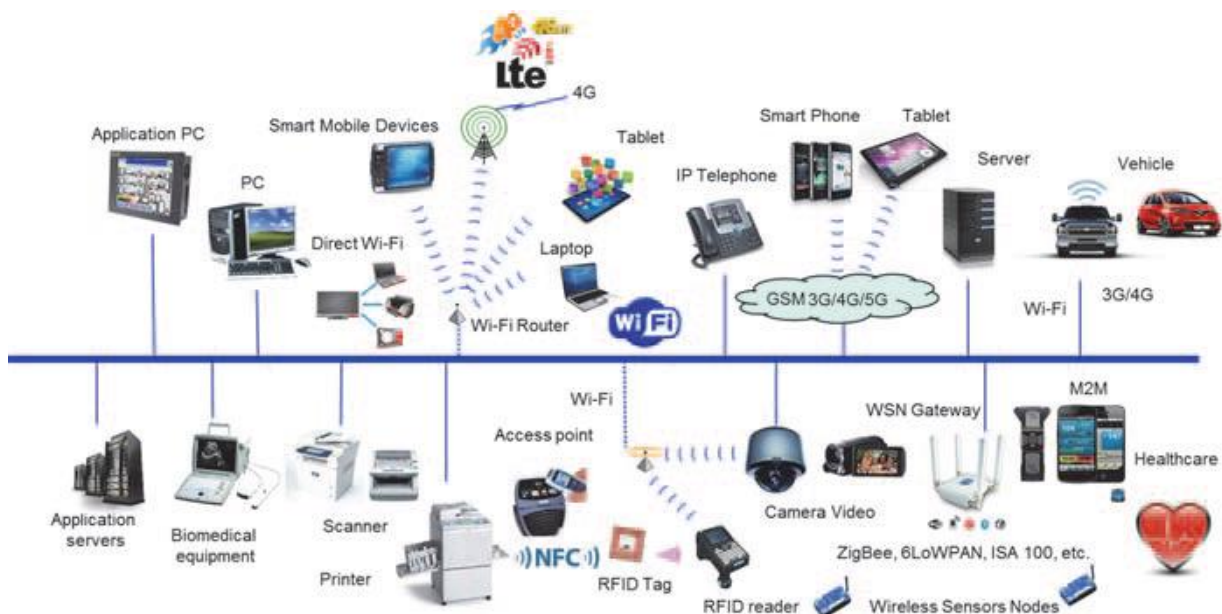 Lte
4G
Application PC
Smart Mobile Devices
Tablet
Smart Phone
Tablet
PC
IP Telephone
Server
Vehicle
Direct Wi-Fi
Laptop
GSM 3G/4G/5G
Wi-Fi
3G/4G
Wi-Fi Router
Wi Fi
Wi-Fi
Access point
WSN Gateway
M2M
Healthcare
Application
servers
Biomedical
equipment
Scanner
Camera Video
Printer
NFC
RFID Tag
ZigBee, 6LoWPAN, ISA 100, etc.
RFID reader
Wireless Sensors Nodes